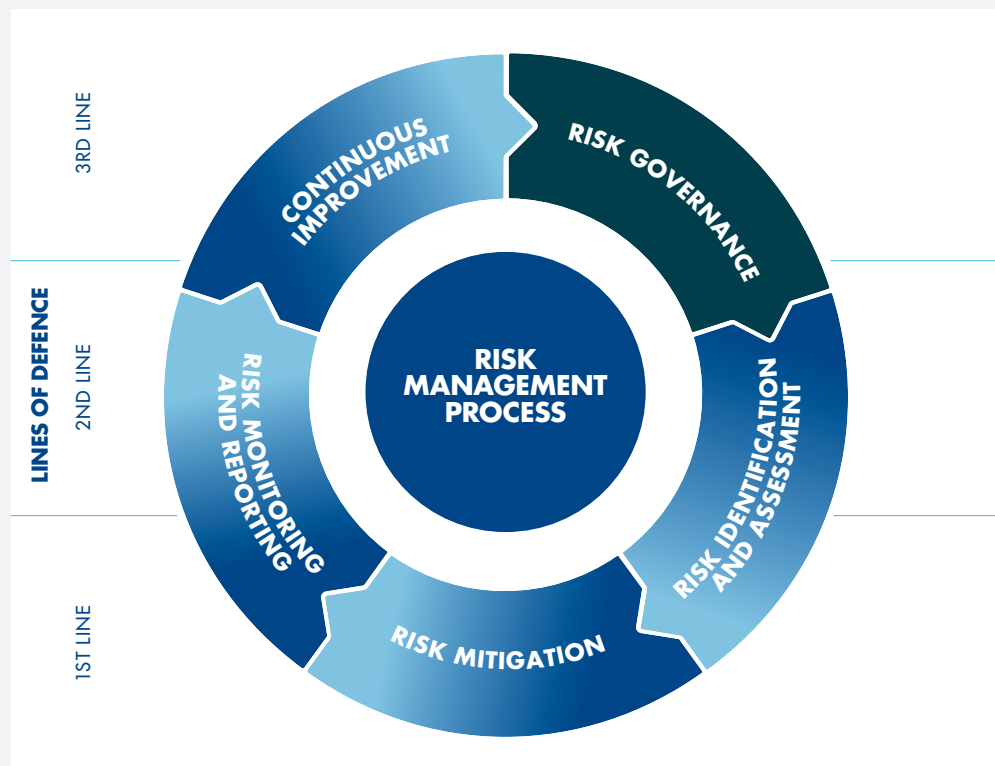 LINES OF DEFENCE
3RD LINE
2ND LINE
1ST LINE
RISK
MANAGEMENT
PROCESS
RISK GOVERNANCE
RISK IDENTIFICATION
AND ASSESSMENT
RISK MITIGATION
RISK MONITORING
AND REPORTING
CONTINUOUS
IMPROVEMENT